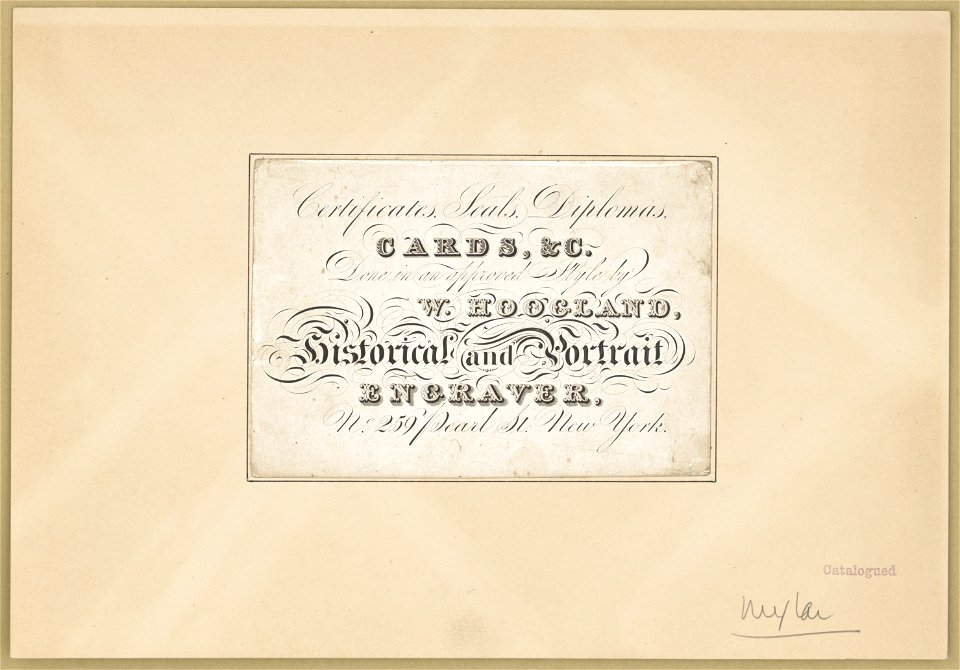 Certificates, Seals, Diplomas,
CARDS, &C.
Done in an approved Style by
W. HOOGLAND,
Historical and Portrait
ENGRAVER,
No. 259 Pearl St. New York.
Catalogued
mylar